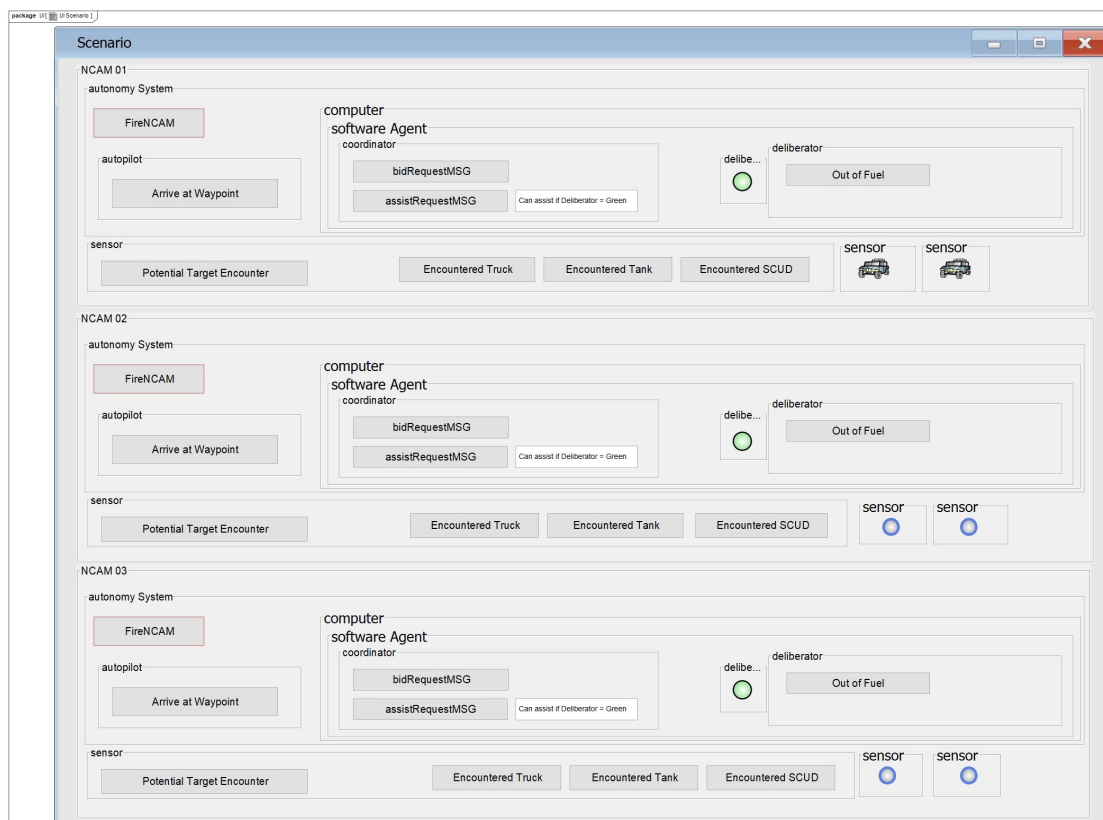 package UI[ UI Scenario ]
Scenario
NCAM 01
autonomy System
FireNCAM
computer
software Agent
coordinator
autopilot
delibe...
deliberator
bidRequestMSG
Out of Fuel
Arrive at Waypoint
assistRequestMSG
Can assist if Deliberator = Green
sensor
sensor
sensor
Potential Target Encounter
Encountered Truck
Encountered Tank
Encountered SCUD
NCAM 02
autonomy System
FireNCAM
computer
software Agent
coordinator
autopilot
delibe...
deliberator
bidRequestMSG
Out of Fuel
Arrive at Waypoint
assistRequestMSG
Can assist if Deliberator = Green
sensor
sensor
sensor
Potential Target Encounter
Encountered Truck
Encountered Tank
Encountered SCUD
NCAM 03
autonomy System
FireNCAM
computer
software Agent
coordinator
autopilot
delibe...
deliberator
bidRequestMSG
Out of Fuel
Arrive at Waypoint
assistRequestMSG
Can assist if Deliberator = Green
sensor
sensor
sensor
Potential Target Encounter
Encountered Truck
Encountered Tank
Encountered SCUD